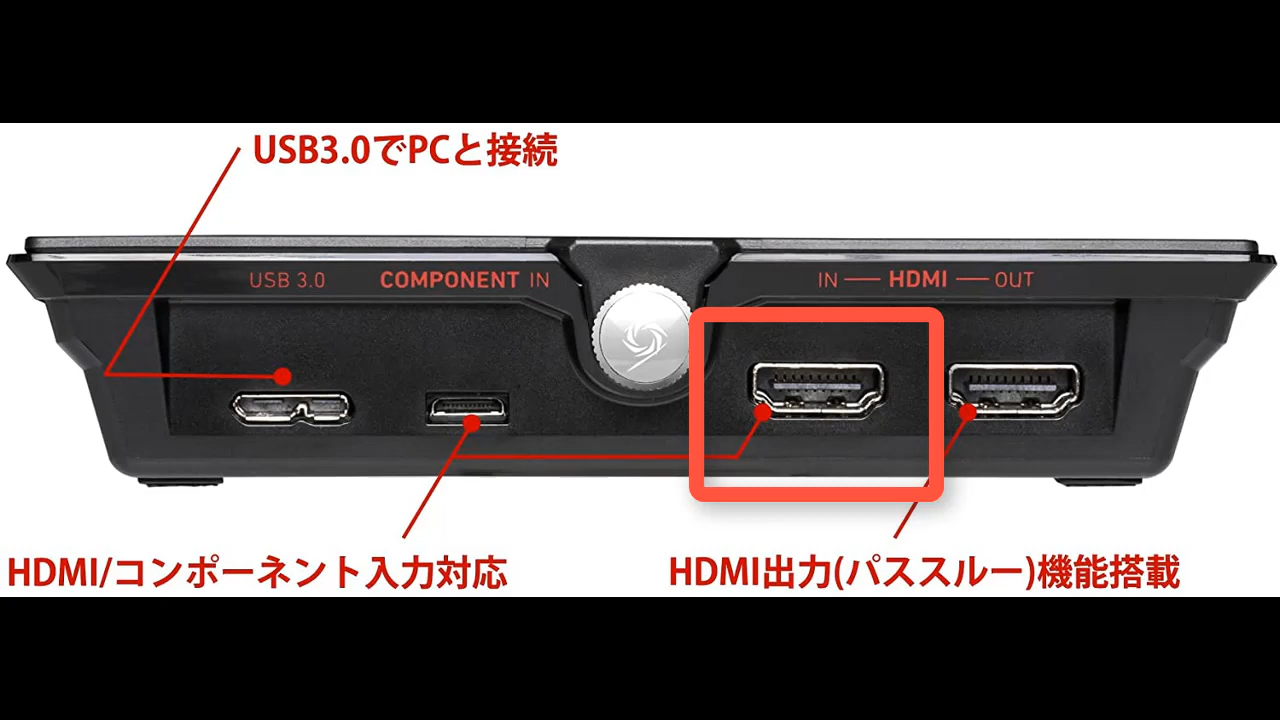 USB3.0でPCと接続
USB 3.0
COMPONENT IN
IN — HDMI — OUT
HDMI/コンポーネント入力対応
HDMI出力(パススルー)機能搭載